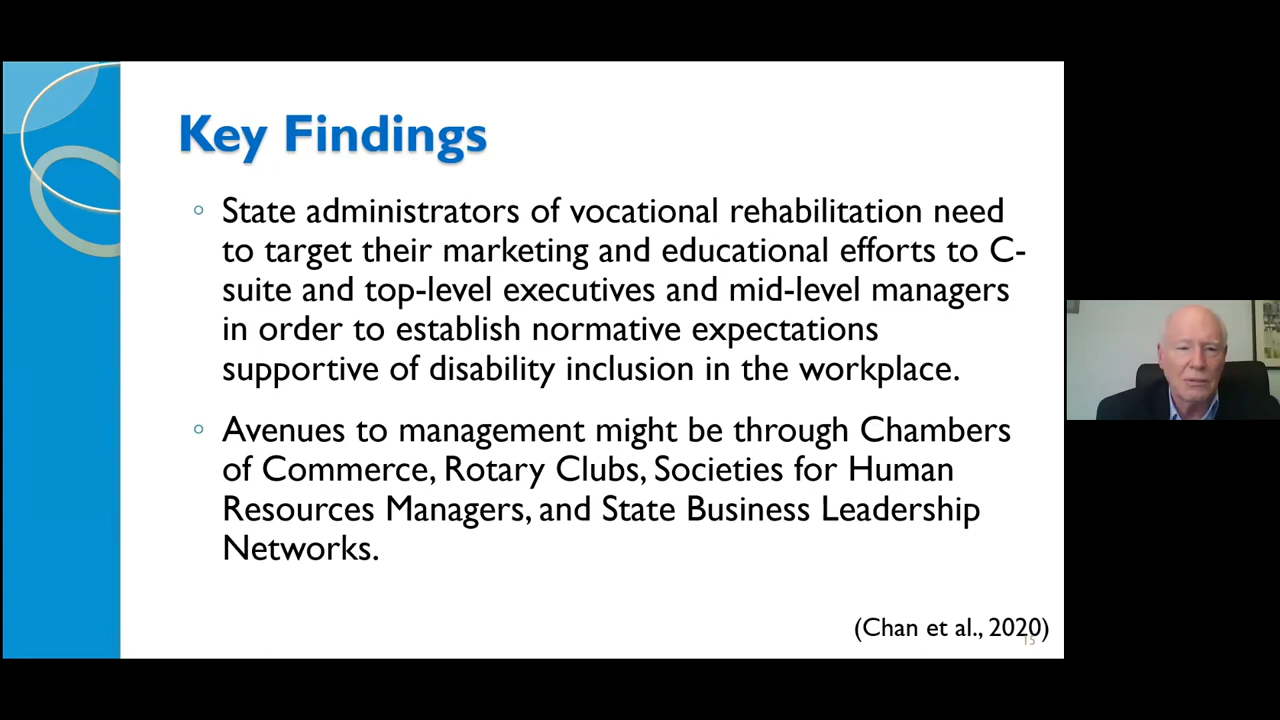 Key Findings
State administrators of vocational rehabilitation need
to target their marketing and educational efforts to C-
suite and top-level executives and mid-level managers
in order to establish normative expectations
supportive of disability inclusion in the workplace.
Avenues to management might be through Chambers
of Commerce, Rotary Clubs, Societies for Human
Resources Managers, and State Business Leadership
Networks.
(Chan et al., 2020)
15